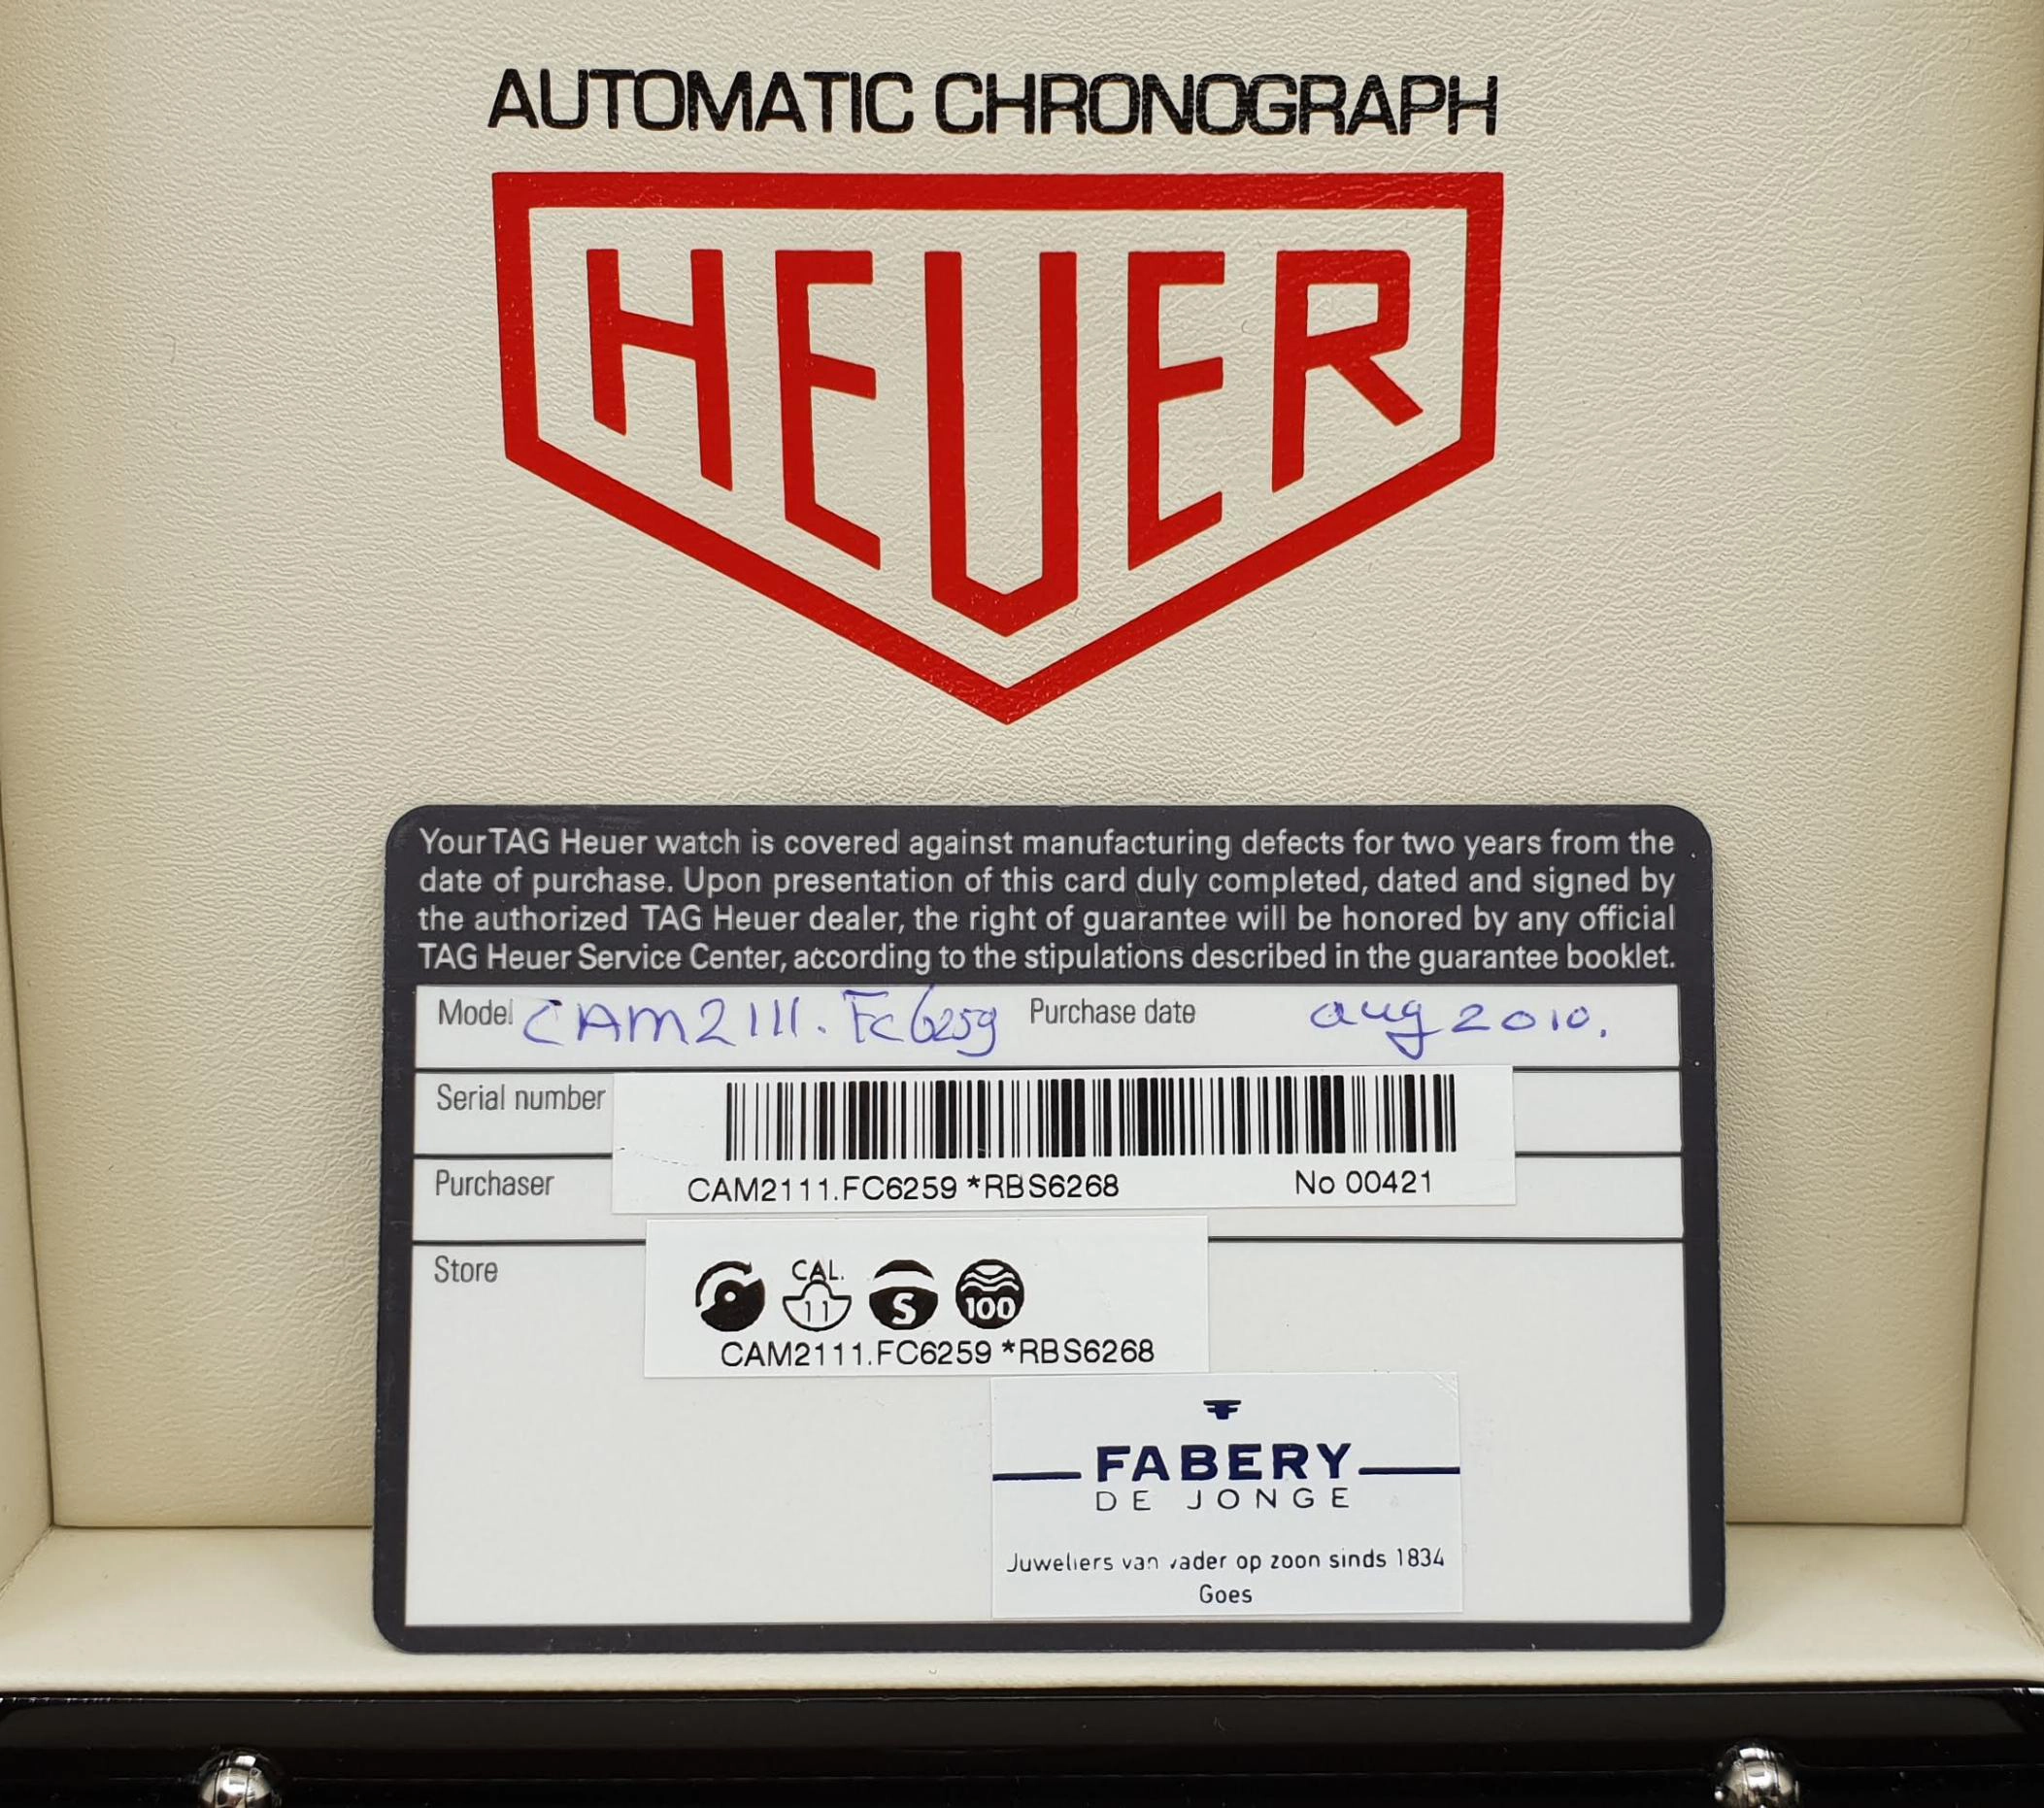 AUTOMATIC CHRONOGRAPH
HEUER
Your TAG Heuer watch is covered against manufacturing defects for two years from the
date of purchase. Upon presentation of this card duly completed, dated and signed by
the authorized TAG Heuer dealer, the right of guarantee will be honored by any official
TAG Heuer Service Center, according to the stipulations described in the guarantee booklet.
Model CAM2111.FC6259 Purchase date aug 2010.
Serial number
CAM2111.FC6259 *RBS6268 No 00421
Purchaser
Store
CAL.
11 S 100
CAM2111.FC6259 *RBS6268
FABERY
DE JONGE
Juweliers van vader op zoon sinds 1834
Goes